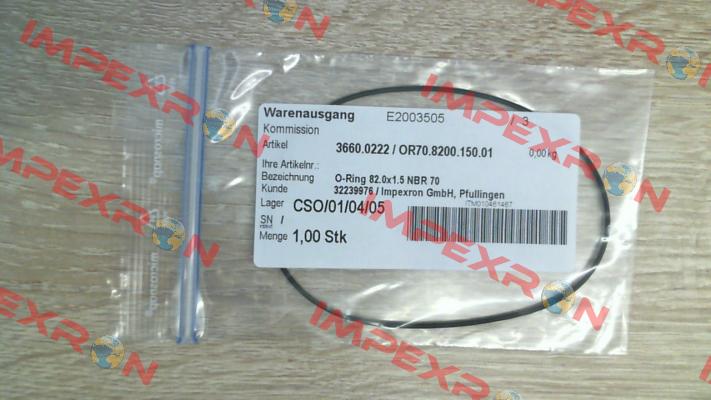 Warenausgang E2003505 3
Kommission
Artikel 3660.0222 / OR70.8200.150.01 0,00 kg
Ihre Artikelnr.:
Bezeichnung O-Ring 82.0x1.5 NBR 70
Kunde 32239976 / Impexron GmbH, Pfullingen
Lager CSO/01/04/05
ITM010461467
SN /
Menge 1,00 Stk
IMPEXRON
IMPEXRON
IMPEXRON
IMPEXRON
IMPEXRON
IMPEXRON
IMPEXRON